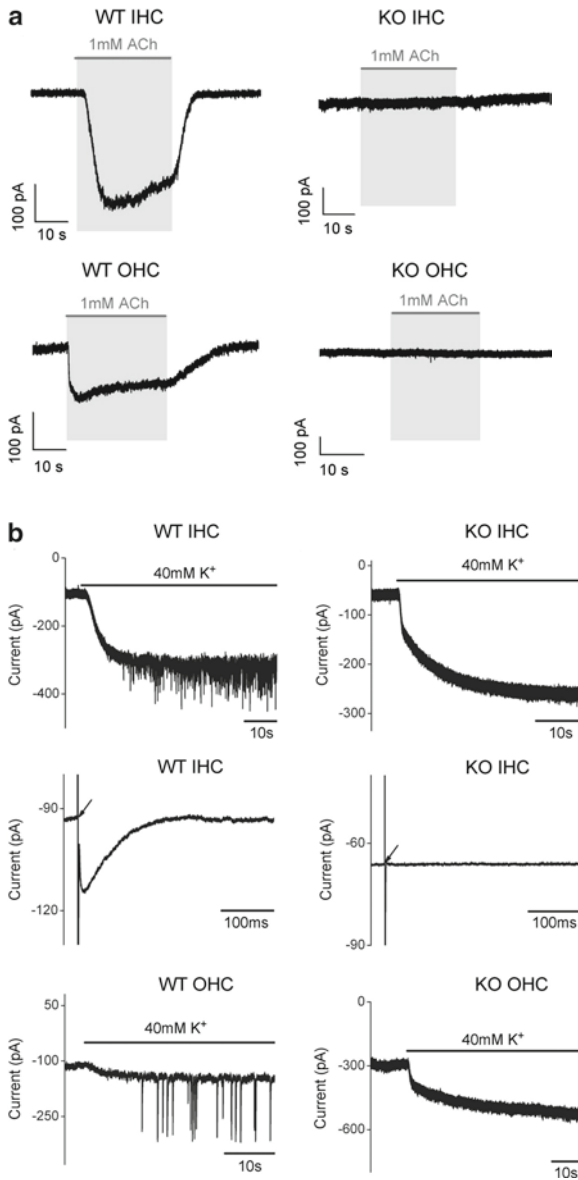 a
WT IHC
KO IHC
1mM ACh
1mM ACh
100 pA
10 s
100 pA
10 s
WT OHC
KO OHC
1mM ACh
1mM ACh
100 pA
10 s
100 pA
10 s
b
WT IHC
KO IHC
0
-200
-400
Current (pA)
40mM K+
10s
0
-100
-200
-300
Current (pA)
40mM K+
10s
WT IHC
KO IHC
-90
-120
Current (pA)
100ms
-60
-90
Current (pA)
100ms
WT OHC
KO OHC
50
-100
-250
Current (pA)
40mM K+
10s
0
-300
-600
Current (pA)
40mM K+
10s